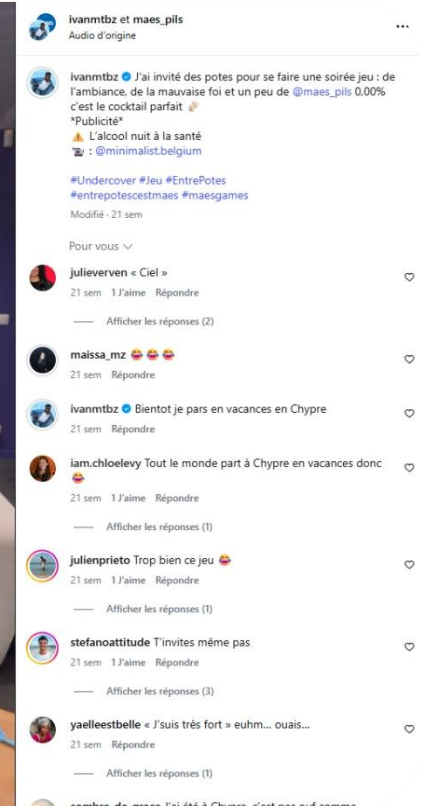 ivanmtbz et maes_pils
Audio d'origine
ivanmtbz J'ai invité des potes pour se faire une soirée jeu : de
l'ambiance, de la mauvaise foi et un peu de @maes_pils 0,00%
c'est le cocktail parfait 🍻
*Publicité*
⚠️ L'alcool nuit à la santé
📹 : @minimalist.belgium
#Undercover #Jeu #EntrePotes
#entrepotescestmaes #maesgames
Modifié · 21 sem
Pour vous
julieverven « Ciel »
21 sem 1 J'aime Répondre
Afficher les réponses (2)
maissa_mz 😂 😂 😂
21 sem Répondre
ivanmtbz Bientot je pars en vacances en Chypre
21 sem Répondre
iam.chloelevy Tout le monde part à Chypre en vacances donc
😂
21 sem 1 J'aime Répondre
Afficher les réponses (1)
julienprieto Trop bien ce jeu 😂
21 sem 1 J'aime Répondre
Afficher les réponses (1)
stefanoattitude T'invites même pas
21 sem 1 J'aime Répondre
Afficher les réponses (3)
yaelleestbelle « J'suis très fort » euhm... ouais...
21 sem Répondre
Afficher les réponses (1)